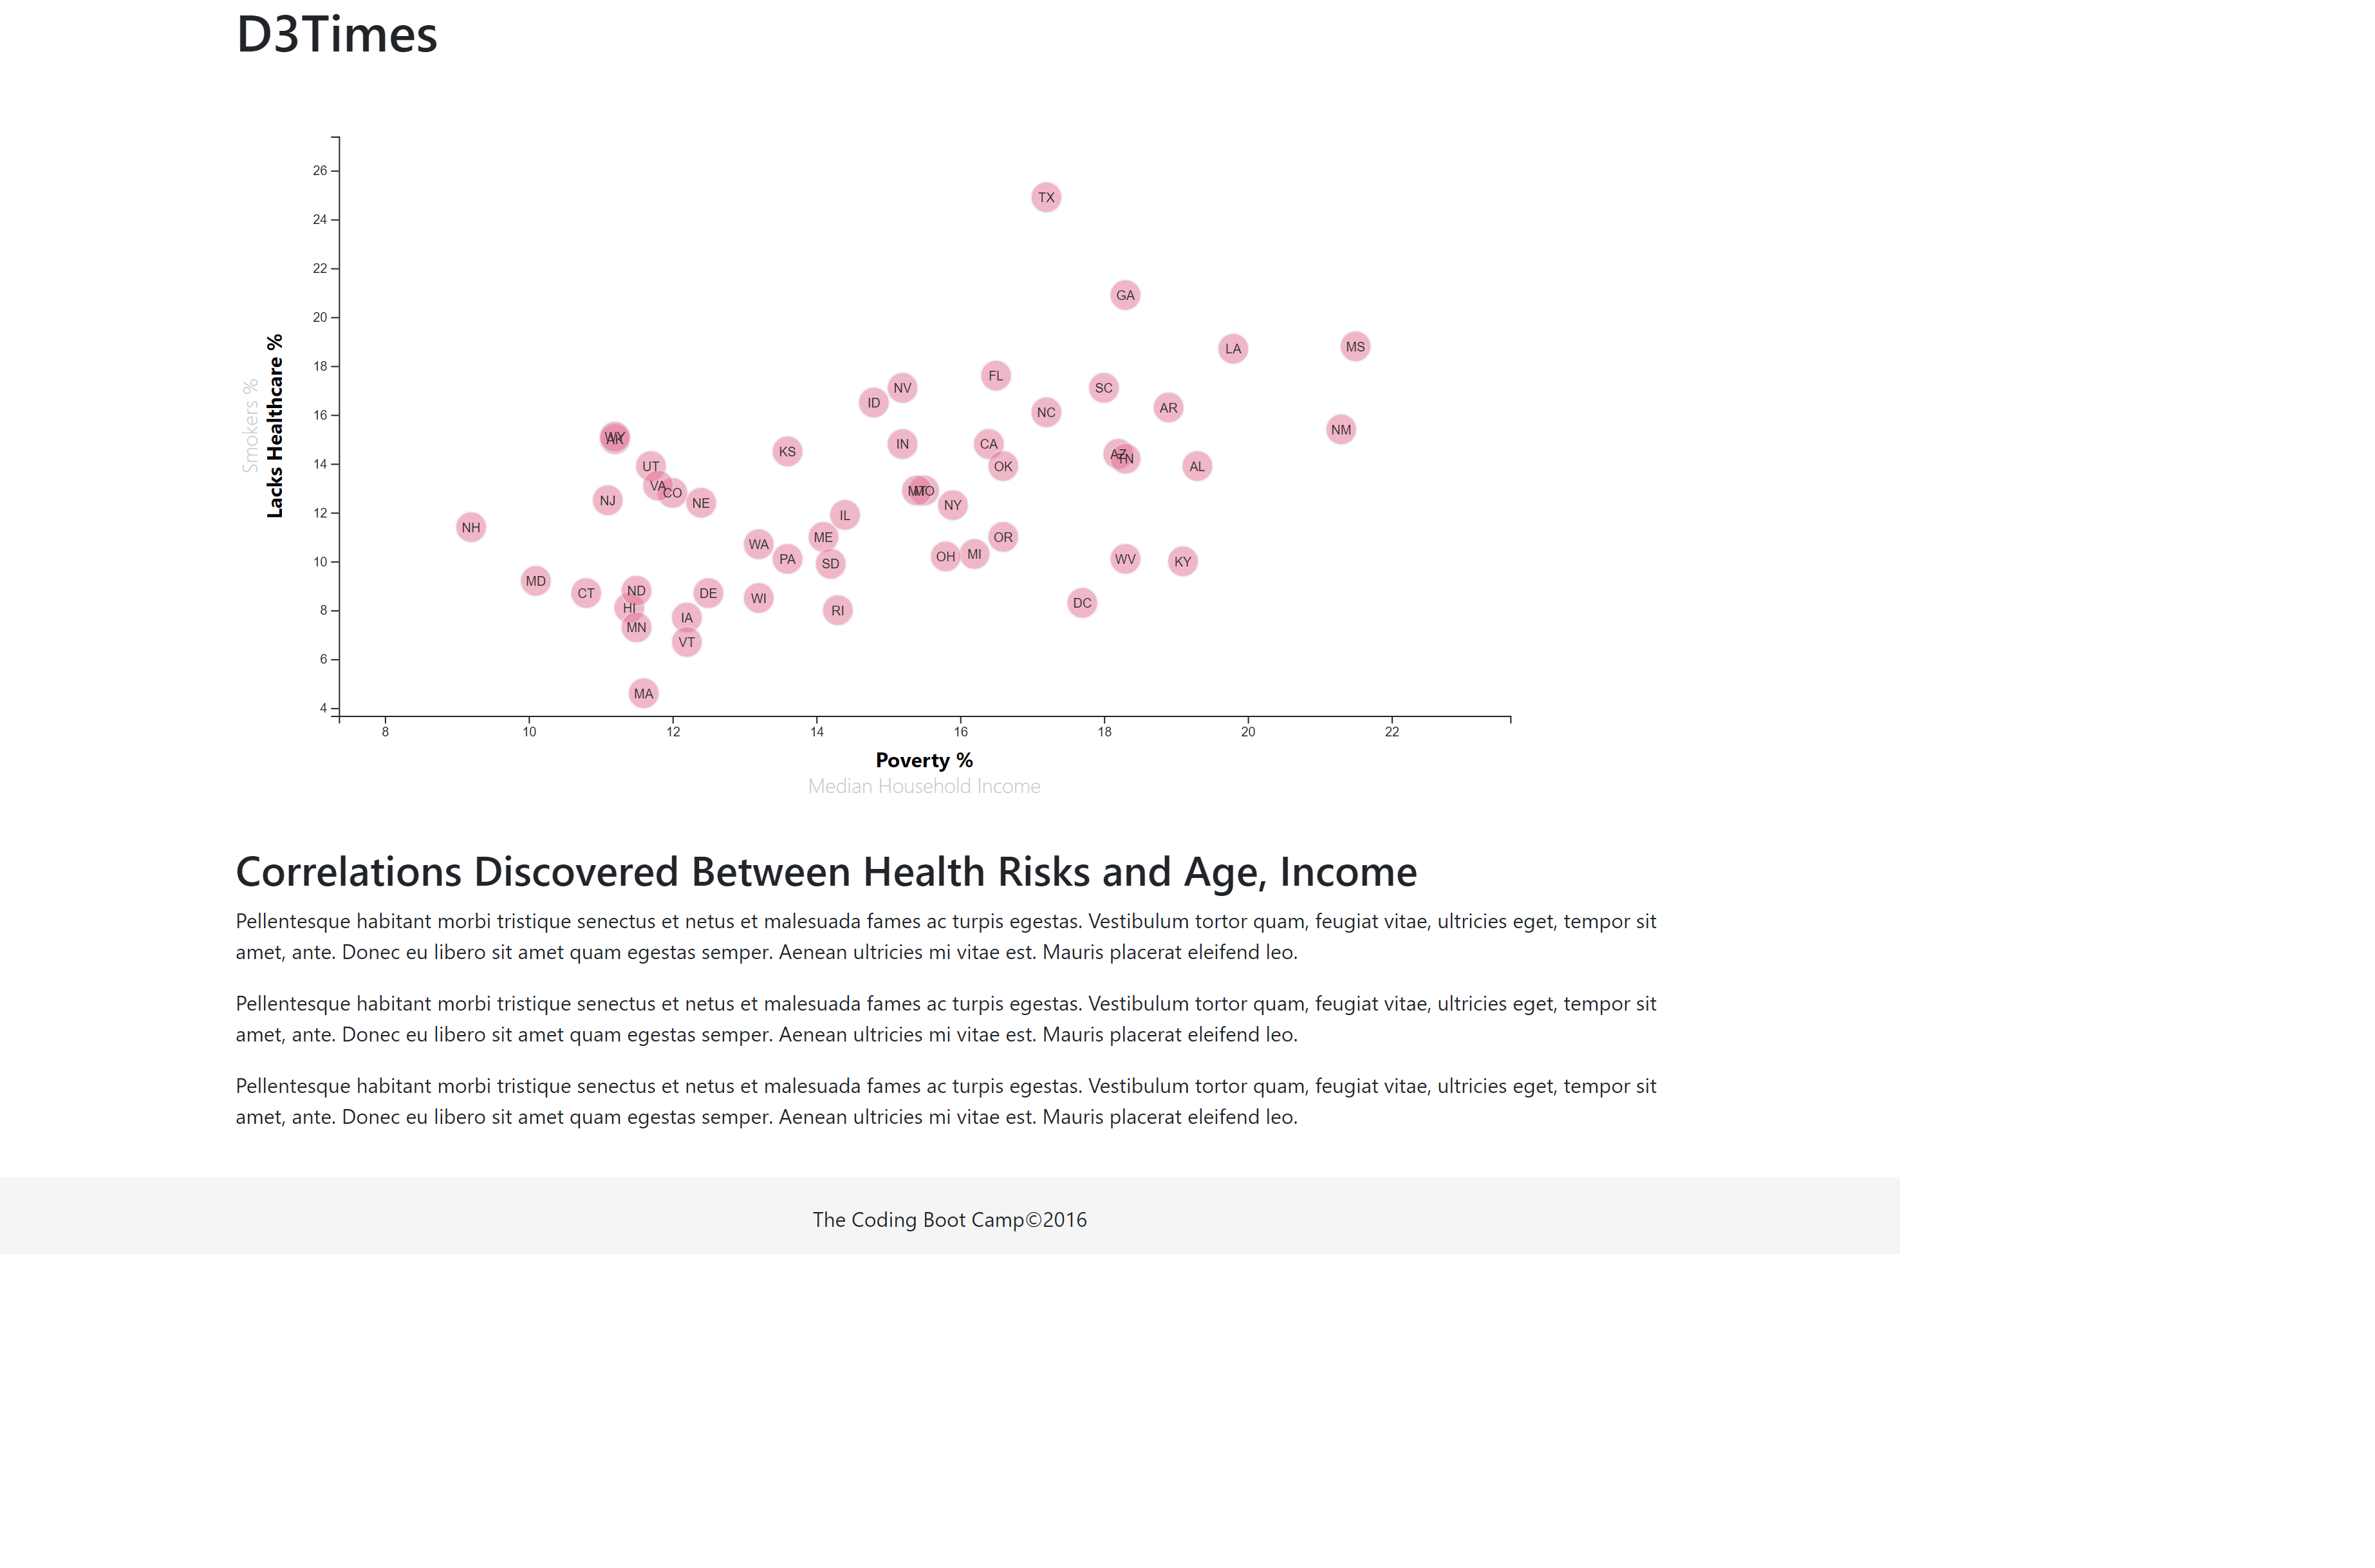 D3Times
26
24
22
20
18
16
14
12
10
8
6
4
Smokers %
Lacks Healthcare %
TX
GA
LA
MS
FL
NV
SC
ID
AR
NC
NM
WY
AK
IN
CA
KS
AZ
TN
UT
OK
AL
VA
CO
MT
MO
NJ
NE
NY
IL
NH
ME
OR
WA
OH
MI
PA
SD
WV
KY
MD
CT
ND
DE
WI
HI
RI
DC
MN
IA
VT
MA
8 10 12 14 16 18 20 22
Poverty %
Median Household Income
Correlations Discovered Between Health Risks and Age, Income
Pellentesque habitant morbi tristique senectus et netus et malesuada fames ac turpis egestas. Vestibulum tortor quam, feugiat vitae, ultricies eget, tempor sit
amet, ante. Donec eu libero sit amet quam egestas semper. Aenean ultricies mi vitae est. Mauris placerat eleifend leo.
Pellentesque habitant morbi tristique senectus et netus et malesuada fames ac turpis egestas. Vestibulum tortor quam, feugiat vitae, ultricies eget, tempor sit
amet, ante. Donec eu libero sit amet quam egestas semper. Aenean ultricies mi vitae est. Mauris placerat eleifend leo.
Pellentesque habitant morbi tristique senectus et netus et malesuada fames ac turpis egestas. Vestibulum tortor quam, feugiat vitae, ultricies eget, tempor sit
amet, ante. Donec eu libero sit amet quam egestas semper. Aenean ultricies mi vitae est. Mauris placerat eleifend leo.
The Coding Boot Camp©2016